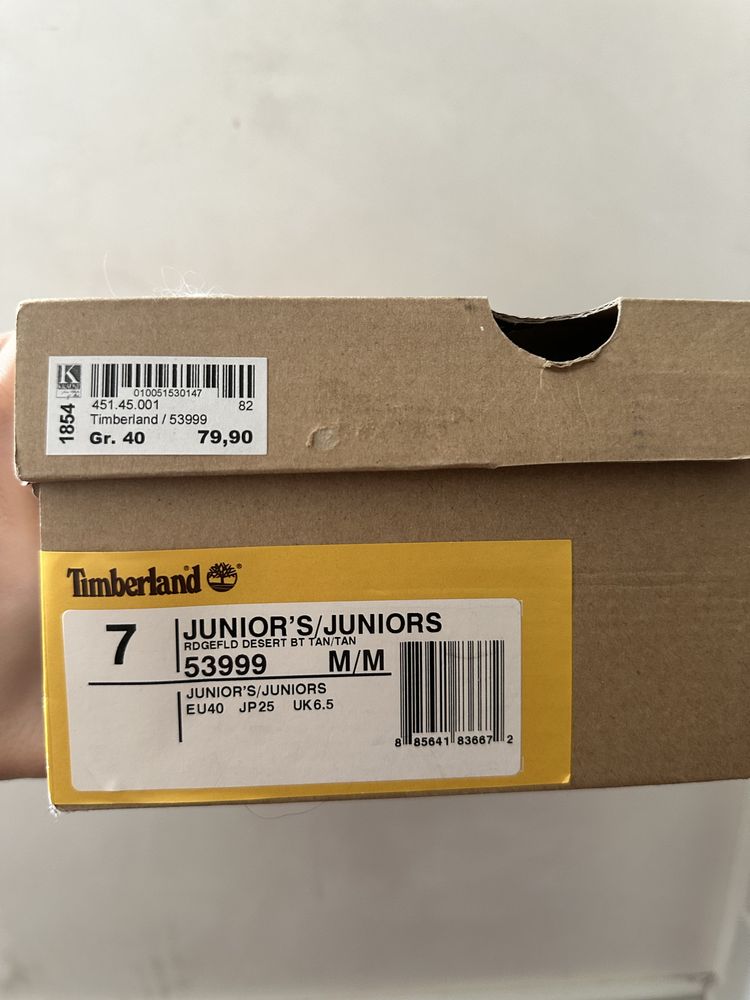 K
1854
010051530147
451.45.001 82
Timberland / 53999
Gr. 40 79,90
Timberland®
7
JUNIOR'S/JUNIORS
RDGEFLD DESERT BT TAN/TAN
53999 M/M
JUNIOR'S/JUNIORS
EU40 JP25 UK6.5
8 85641 83667 2